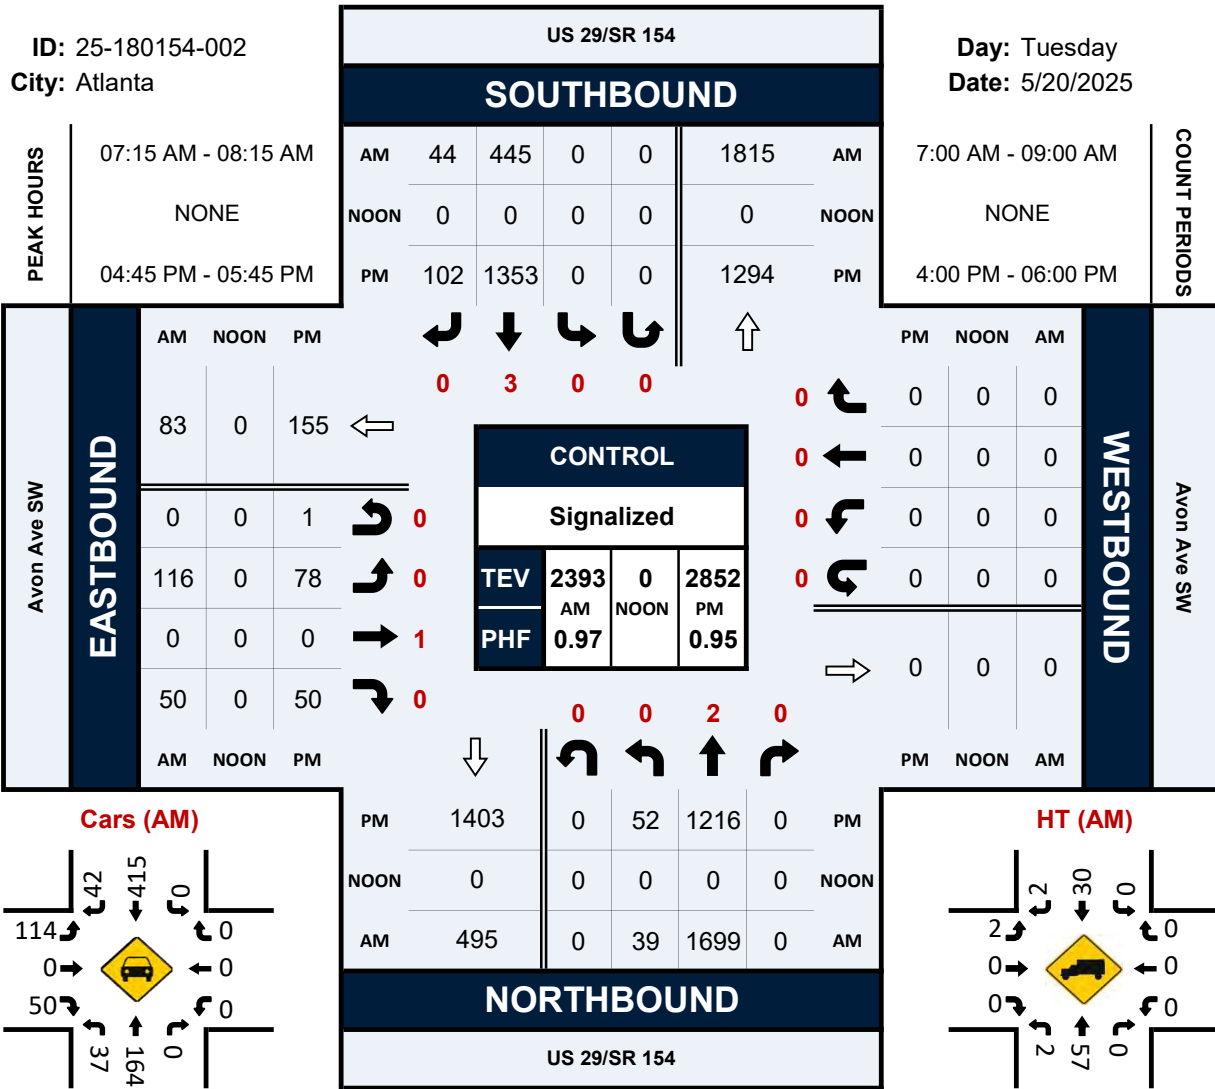 US 29/SR 154
ID: 25-180154-002
City: Atlanta
Day: Tuesday
Date: 5/20/2025
SOUTHBOUND
PEAK HOURS
07:15 AM - 08:15 AM
NONE
04:45 PM - 05:45 PM
AM 44 445 0 0 1815 AM
NOON 0 0 0 0 0 NOON
PM 102 1353 0 0 1294 PM
7:00 AM - 09:00 AM
NONE
4:00 PM - 06:00 PM
COUNT PERIODS
0 3 0 0
Avon Ave SW
EASTBOUND
AM NOON PM
83 0 155
0 0 1 0
116 0 78 0
0 0 0 1
50 0 50 0
AM NOON PM
CONTROL
Signalized
TEV 2393 0 2852
AM NOON PM
PHF 0.97 0.95
PM NOON AM
0 0 0 0
0 0 0 0
0 0 0 0
0 0 0 0
0 0 0
PM NOON AM
WESTBOUND
Avon Ave SW
0 0 2 0
PM 1403 0 52 1216 0 PM
NOON 0 0 0 0 0 NOON
AM 495 0 39 1699 0 AM
NORTHBOUND
US 29/SR 154
Cars (AM)
42 415 0
114 0
0 0
50 0
37 164 0
HT (AM)
2 30 0
2 0
0 0
0 0
2 57 0